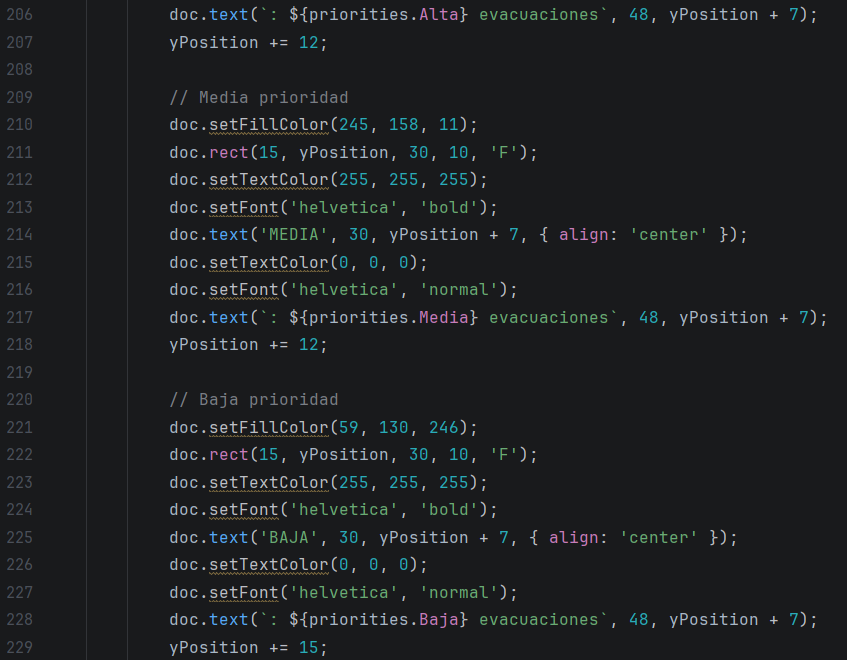 206 doc.text(`: ${priorities.Alta} evacuaciones`, 48, yPosition + 7);
207 yPosition += 12;
208
209 // Media prioridad
210 doc.setFillColor(245, 158, 11);
211 doc.rect(15, yPosition, 30, 10, 'F');
212 doc.setTextColor(255, 255, 255);
213 doc.setFont('helvetica', 'bold');
214 doc.text('MEDIA', 30, yPosition + 7, { align: 'center' });
215 doc.setTextColor(0, 0, 0);
216 doc.setFont('helvetica', 'normal');
217 doc.text(`: ${priorities.Media} evacuaciones`, 48, yPosition + 7);
218 yPosition += 12;
219
220 // Baja prioridad
221 doc.setFillColor(59, 130, 246);
222 doc.rect(15, yPosition, 30, 10, 'F');
223 doc.setTextColor(255, 255, 255);
224 doc.setFont('helvetica', 'bold');
225 doc.text('BAJA', 30, yPosition + 7, { align: 'center' });
226 doc.setTextColor(0, 0, 0);
227 doc.setFont('helvetica', 'normal');
228 doc.text(`: ${priorities.Baja} evacuaciones`, 48, yPosition + 7);
229 yPosition += 15;